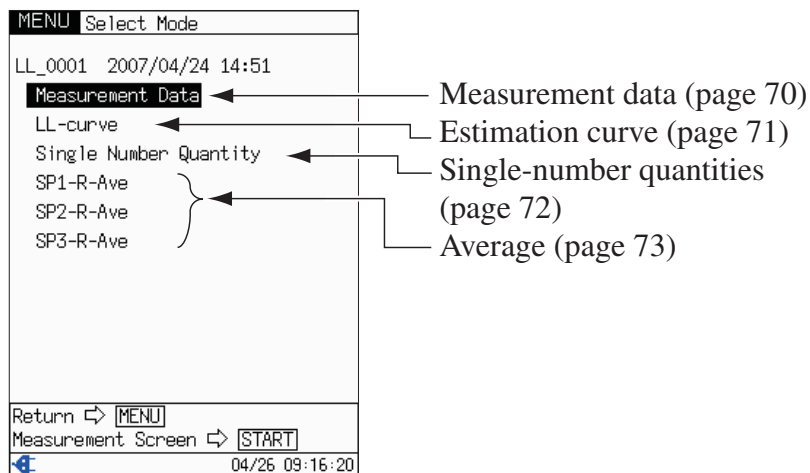 MENU Select Mode
LL_0001 2007/04/24 14:51
Measurement Data
LL-curve
Single Number Quantity
SP1-R-Ave
SP2-R-Ave
SP3-R-Ave
Return ⇨ MENU
Measurement Screen ⇨ START
04/26 09:16:20
Measurement data (page 70)
Estimation curve (page 71)
Single-number quantities
(page 72)
Average (page 73)